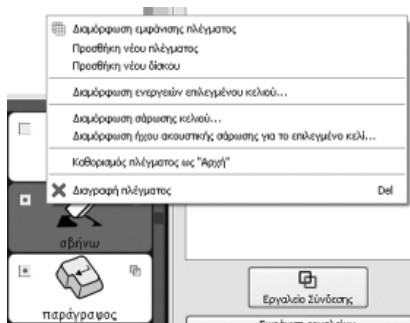 Διαμόρφωση εμφάνισης πλέγματος
Προσθήκη νέου πλέγματος
Προσθήκη νέου δίσκου
Διαμόρφωση ενεργειών επιλεγμένου κελιού...
Διαμόρφωση σάρωσης κελιού...
Διαμόρφωση ήχου ακουστικής σάρωσης για το επιλεγμένο κελί...
Καθορισμός πλέγματος ως "Αρχή"
Διαγραφή πλέγματος Del
σβήνω
Εργαλείο Σύνδεσης
παράγραφος